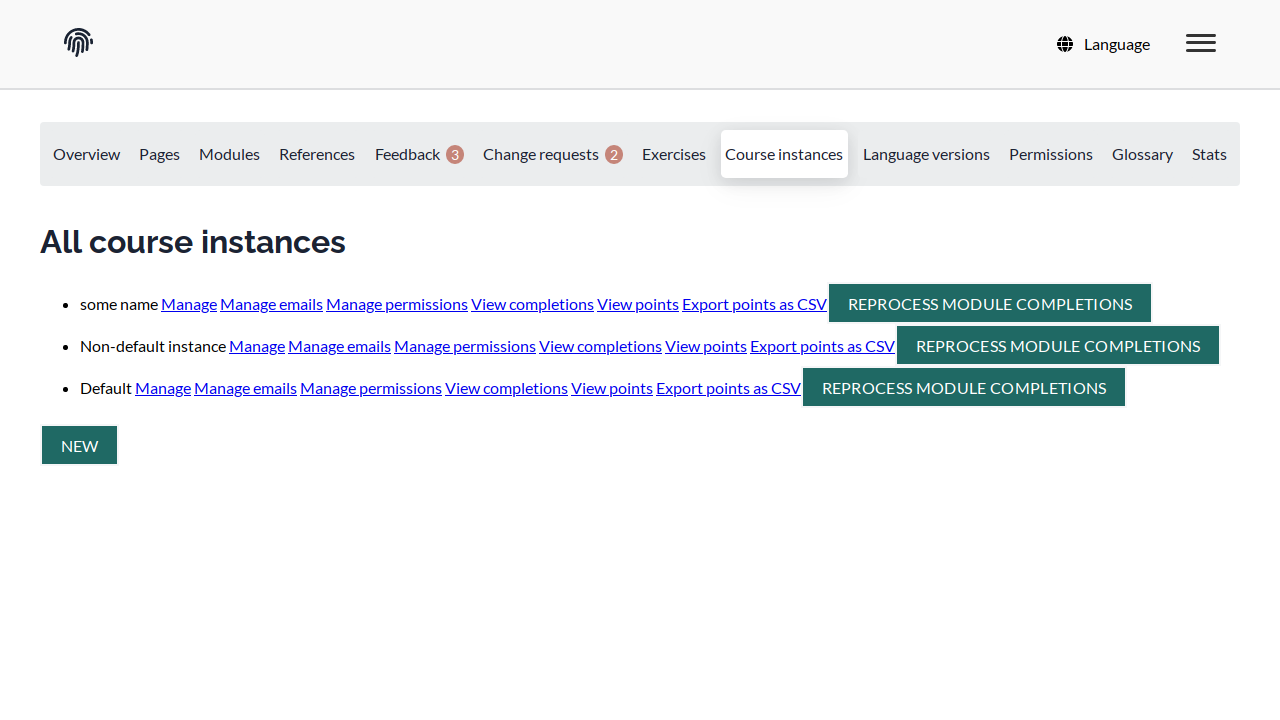 Language
Overview Pages Modules References Feedback 3 Change requests 2 Exercises Course instances Language versions Permissions Glossary Stats
All course instances
some name Manage Manage emails Manage permissions View completions View points Export points as CSV REPROCESS MODULE COMPLETIONS
Non-default instance Manage Manage emails Manage permissions View completions View points Export points as CSV REPROCESS MODULE COMPLETIONS
Default Manage Manage emails Manage permissions View completions View points Export points as CSV REPROCESS MODULE COMPLETIONS
NEW